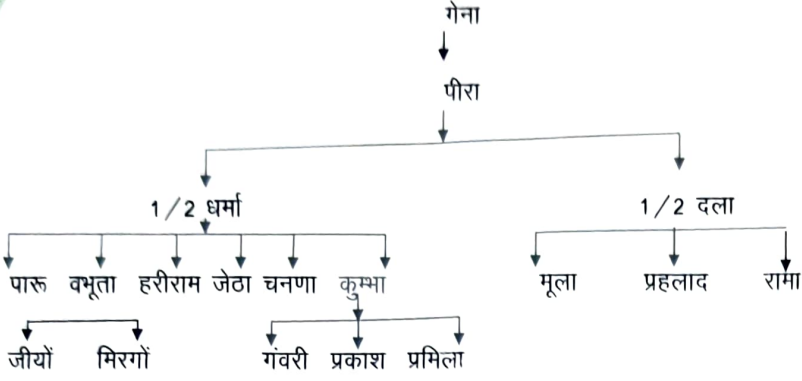 गेना
पीरा
1/2 धर्मा 1/2 दला
पारू वभूता हरीराम जेठा चनणा कुम्भा मूला प्रहलाद रामा
जीयों मिरगों गंवरी प्रकाश प्रमिला